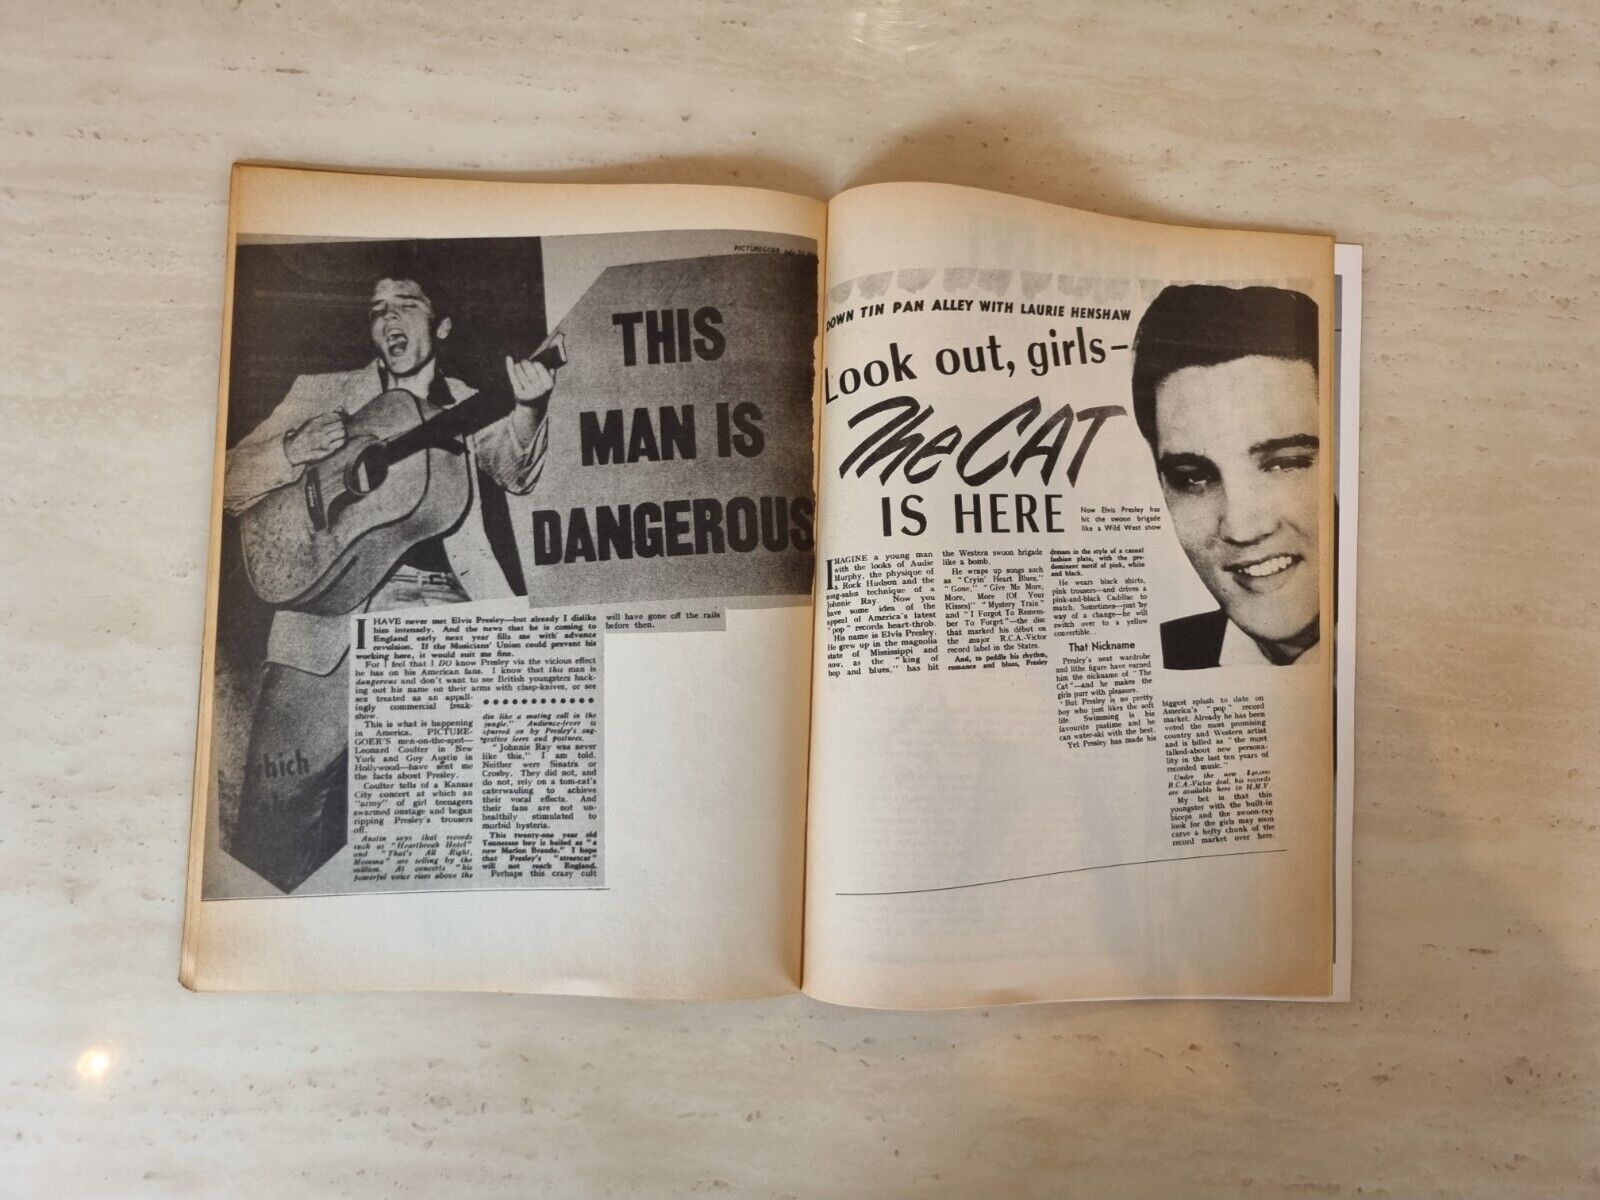 PICTUREGOER July
THIS
MAN IS
DANGEROUS
I HAVE never met Elvis Presley—but already I dislike
him intensely. And the news that he is coming to
England early next year fills me with advance
revulsion. If the Musicians' Union could prevent his
working here, it would suit me fine.
For I feel that I DO know Presley via the vicious effect
he has on his American fans. I know that this man is
dangerous and don't want to see British youngsters hack-
ing out his name on their arms with clasp-knives, or see
sex treated as an appall-
ingly commercial freak-
show.
This is what is happening
in America. PICTURE-
GOER'S men-on-the-spot—
Leonard Coulter in New
York and Guy Austin in
Hollywood—have sent me
the facts about Presley.
Coulter tells of a Kansas
City concert at which an
"army" of girl teenagers
swarmed onstage and began
ripping Presley's trousers
off.
Austin says that records
such as "Heartbreak Hotel"
and "That's All Right,
Momma" are selling by the
million. At concerts "his
powerful voice rises above the
din like a mating call in the
jungle." Audience-fever is
spurred on by Presley's sug-
gestive leers and postures.
"Johnnie Ray was never
like this," I am told.
Neither were Sinatra or
Crosby. They did not, and
do not, rely on a tom-cat's
caterwauling to achieve
their vocal effects. And
their fans are not un-
healthily stimulated to
morbid hysteria.
This twenty-one year old
Tennessee boy is hailed as "a
new Marlon Brando." I hope
that Presley's "streetcar"
will not reach England.
Perhaps this crazy cult
will have gone off the rails
before then.
which
DOWN TIN PAN ALLEY WITH LAURIE HENSHAW
Look out, girls—
The CAT
IS HERE
Now Elvis Presley has
hit the swoon brigade
like a Wild West show
IMAGINE a young man
with the looks of Audie
Murphy, the physique of
a Rock Hudson and the
song-sales technique of a
Johnie Ray Now you
have some idea of the
appeal of America's latest
"pop" records heart-throb.
His name is Elvis Presley.
He grew up in the magnolia
state of Mississippi and
now, as the "king of
bop and blues," has hit
the Western swoon brigade
like a bomb.
He wraps up songs such
as "Cryin' Heart Blues,"
"Gone," "Give Me More,
More, More (Of Your
Kisses)" "Mystery Train"
and "I Forgot To Remem-
ber To Forget"—the disc
that marked his début on
the major R.C.A.-Victor
record label in the States.
And, to peddle his rhythm,
romance and blues, Presley
dresses in the style of a casual
fashion plate, with the pre-
dominent motif of pink, white
and black.
He wears black shirts,
pink trousers—and drives a
pink-and-black Cadillac to
match. Sometimes—just by
way of a change—he will
switch over to a yellow
convertible. .
That Nickname
Presley's neat wardrobe
and lithe figure have earned
him the nickname of "The
Cat"—and he makes the
girls purr with pleasure.
But Presley is no pretty
boy who just likes the soft
life. Swimming is his
favourite pastime and he
can water-ski with the best.
Yet Presley has made his
biggest splash to date on
America's "pop" record
market. Already he has been
voted the most promising
country and Western artist
and is billed as "the most
talked-about new persona-
lity in the last ten years of
recorded music."
Under the new $40,000
R.C.A.-Victor deal, his records
are available here to H.M.V.
My bet is that this
youngster with the built-in
biceps and the swoon-ray
look for the girls may soon
carve a hefty chunk of the
record market over here.